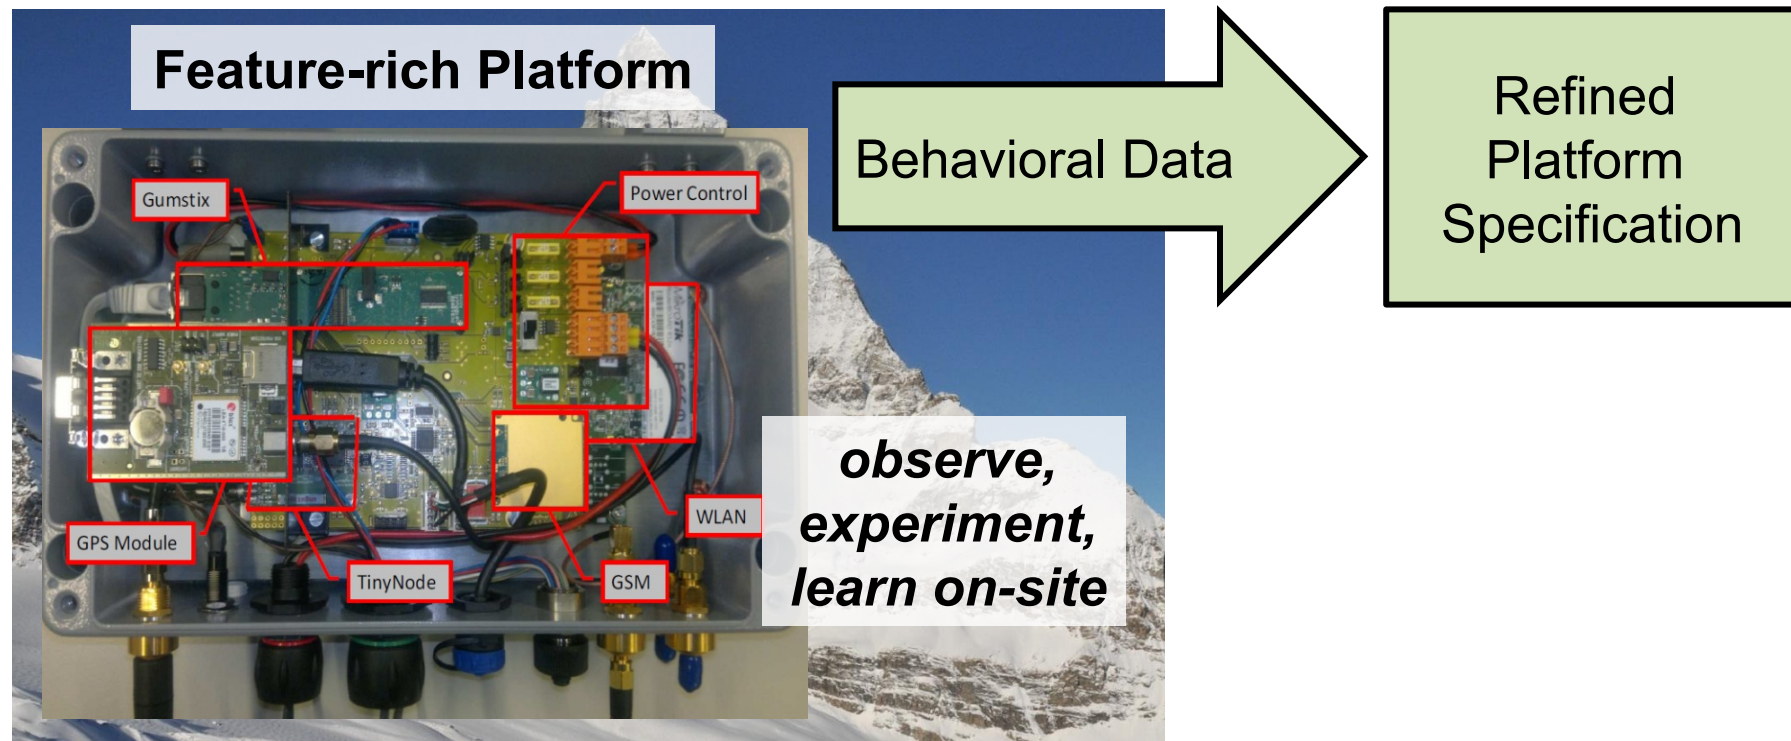 Feature-rich Platform
Behavioral Data
Refined
Platform
Specification
Gumstix
Power Control
GPS Module
TinyNode
GSM
WLAN
observe,
experiment,
learn on-site